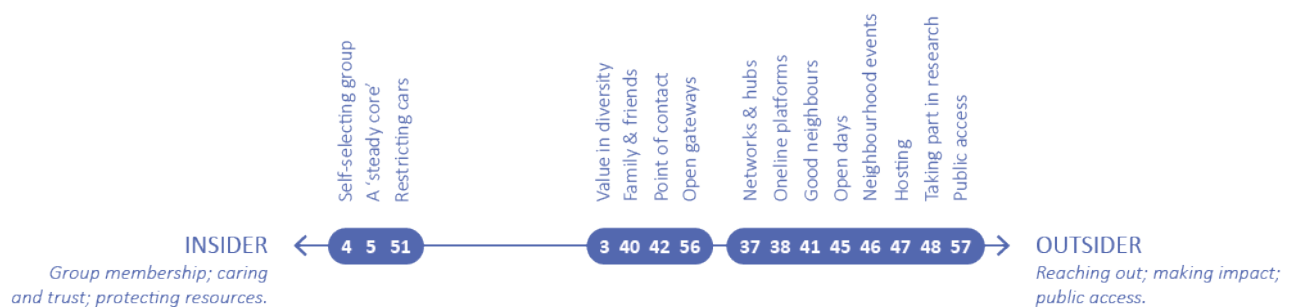 Self-selecting group
A ‘steady core’
Restricting cars
Value in diversity
Family & friends
Point of contact
Open gateways
Networks & hubs
Oneline platforms
Good neighbours
Open days
Neighbourhood events
Hosting
Taking part in research
Public access
INSIDER
4 5 51
3 40 42 56
37 38 41 45 46 47 48 57
OUTSIDER
Group membership; caring
and trust; protecting resources.
Reaching out; making impact;
public access.